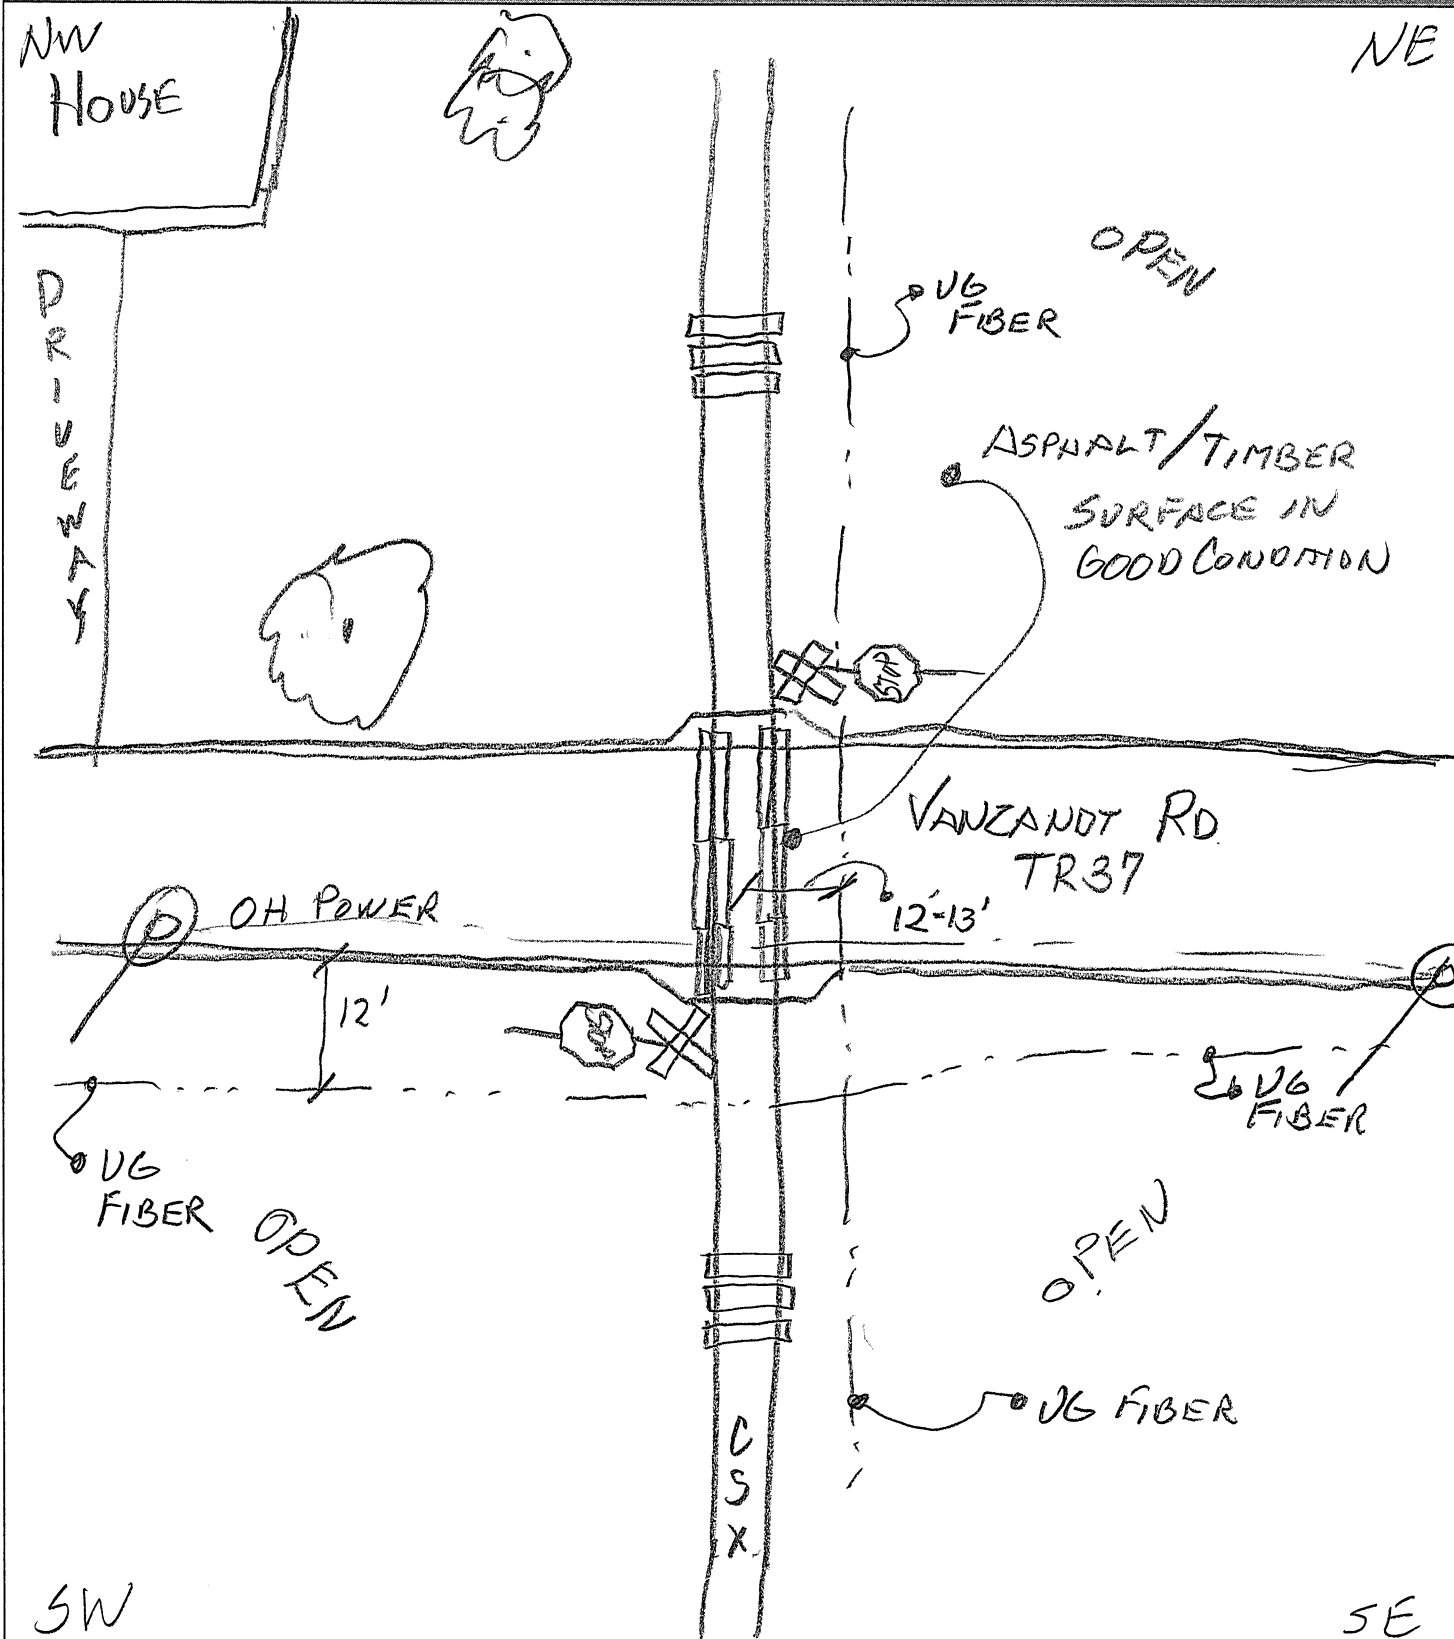 NW
HOUSE
NE
DRIVEWAY
OPEN
UG
FIBER
ASPHALT/TIMBER
SURFACE IN
GOOD CONDITION
STOP
VANZANDT RD.
TR37
OH POWER
12'-13'
12'
STOP
UG
FIBER
UG
FIBER
OPEN
OPEN
UG FIBER
CSX
SW
SE